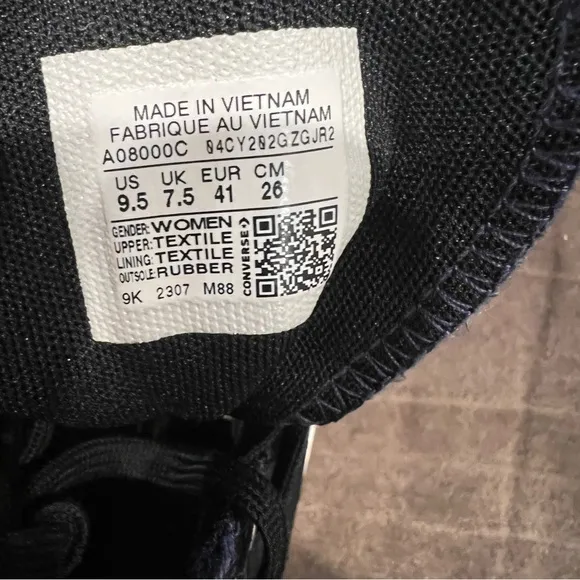 MADE IN VIETNAM
FABRIQUE AU VIETNAM
A08000C 04CY202GZGJR2
US UK EUR CM
9.5 7.5 41 26
GENDER: WOMEN
UPPER: TEXTILE
LINING: TEXTILE
OUTSOLE: RUBBER
9K 2307 M88
CONVERSE